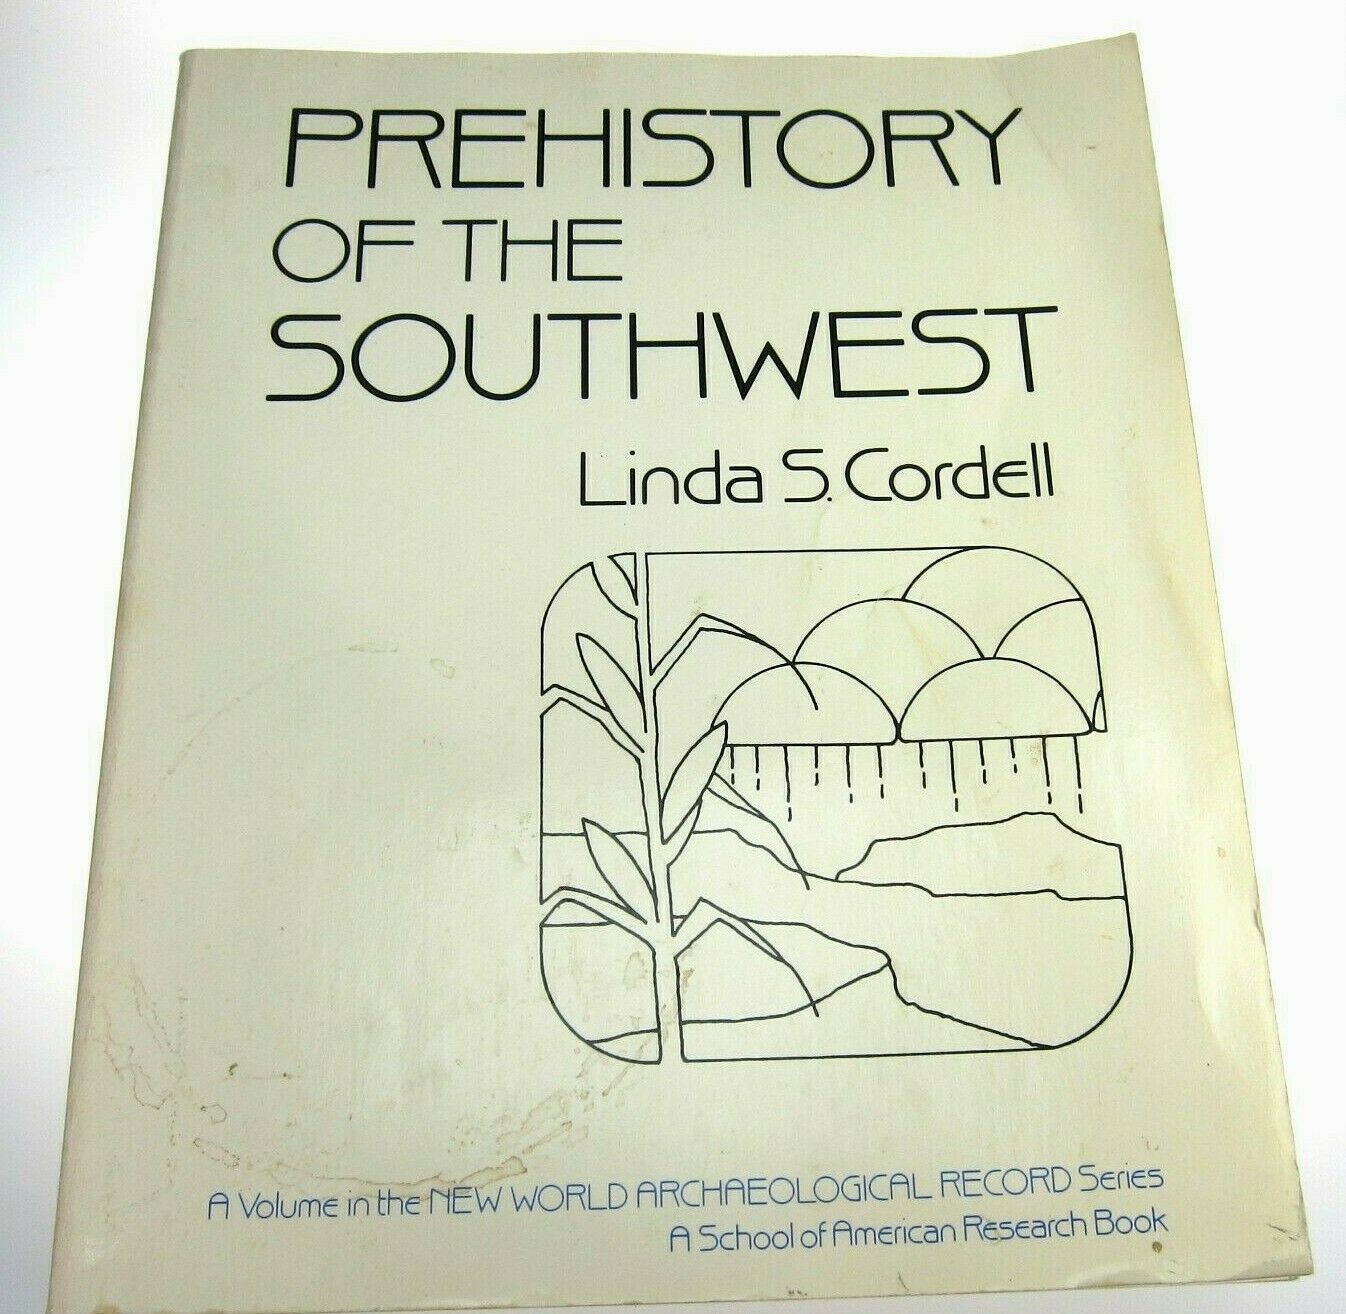 PREHISTORY
OF THE
SOUTHWEST
Linda S. Cordell
A Volume in the NEW WORLD ARCHAEOLOGICAL RECORD Series
A School of American Research Book